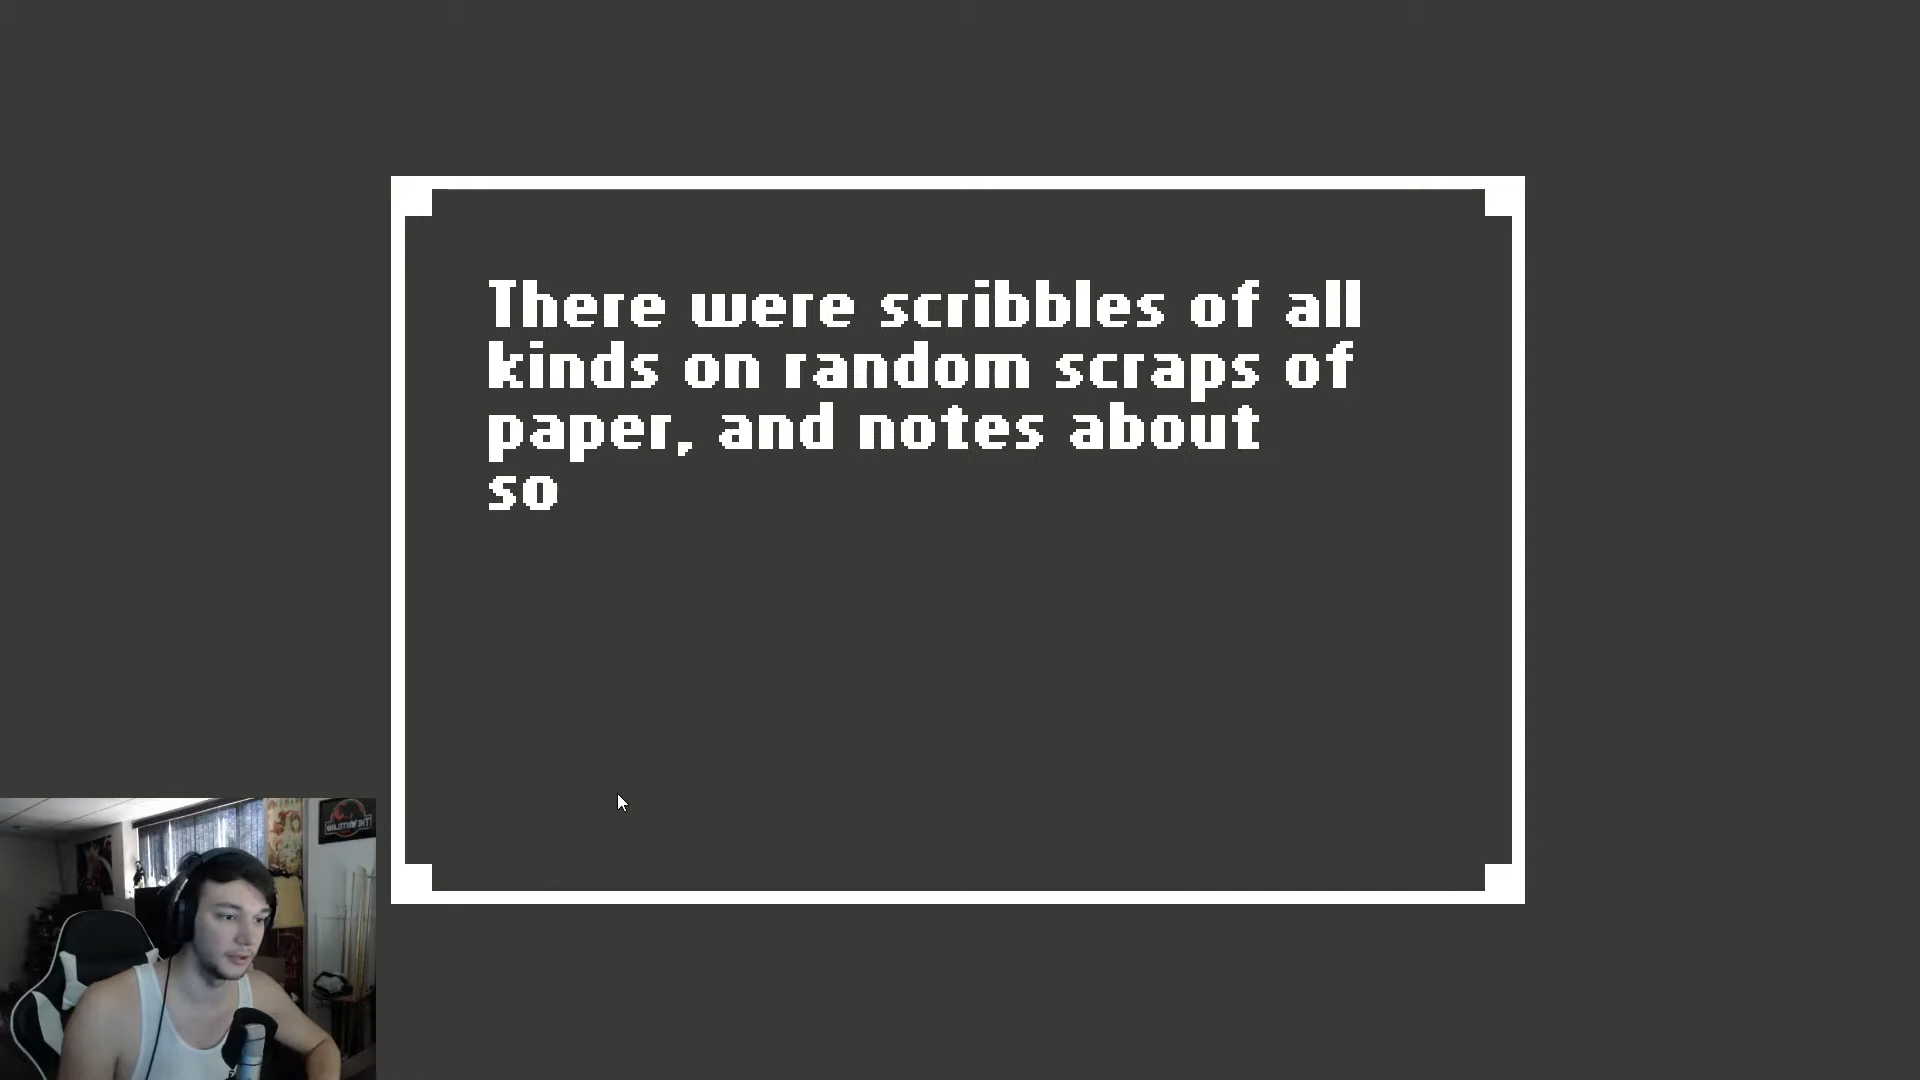 There were scribbles of all
kinds on random scraps of
paper, and notes about
so